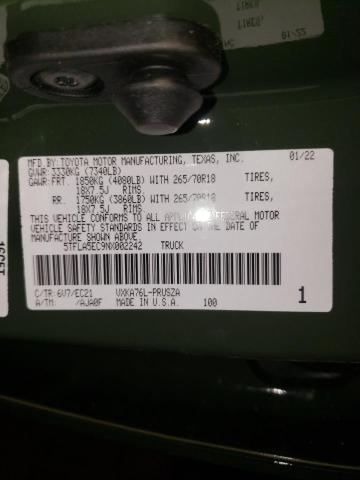 MFD.BY:TOYOTA MOTOR MANUFACTURING, TEXAS, INC. 01/22
GVWR: 3330KG (7340LB)
GAWR: FRT. 1850KG (4080LB) WITH 265/70R18 TIRES,
18X7.5J RIMS.
RR. 1750KG (3860LB) WITH 265/70R18 TIRES,
18X7.5J RIMS.
THIS VEHICLE CONFORMS TO ALL APPLICABLE FEDERAL MOTOR
VEHICLE SAFETY STANDARDS IN EFFECT ON THE DATE OF
MANUFACTURE SHOWN ABOVE.
5TFLA5EC9NX002242 TRUCK
C/TR: 6V7/EC21 VXKA76L-PRUSZA
A/TM: /AJA0F MADE IN U.S.A. 100
1